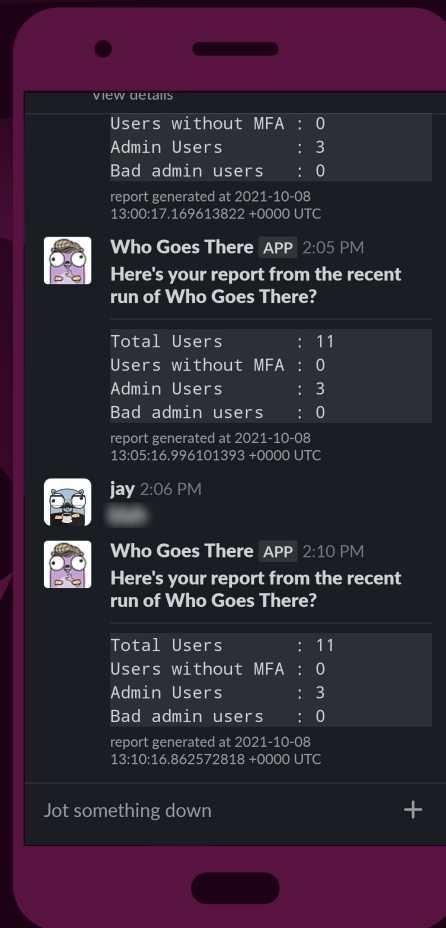 View details
Users without MFA : 0
Admin Users : 3
Bad admin users : 0
report generated at 2021-10-08
13:00:17.169613822 +0000 UTC
Who Goes There APP 2:05 PM
Here's your report from the recent
run of Who Goes There?
Total Users : 11
Users without MFA : 0
Admin Users : 3
Bad admin users : 0
report generated at 2021-10-08
13:05:16.996101393 +0000 UTC
jay 2:06 PM
Who Goes There APP 2:10 PM
Here's your report from the recent
run of Who Goes There?
Total Users : 11
Users without MFA : 0
Admin Users : 3
Bad admin users : 0
report generated at 2021-10-08
13:10:16.862572818 +0000 UTC
Jot something down